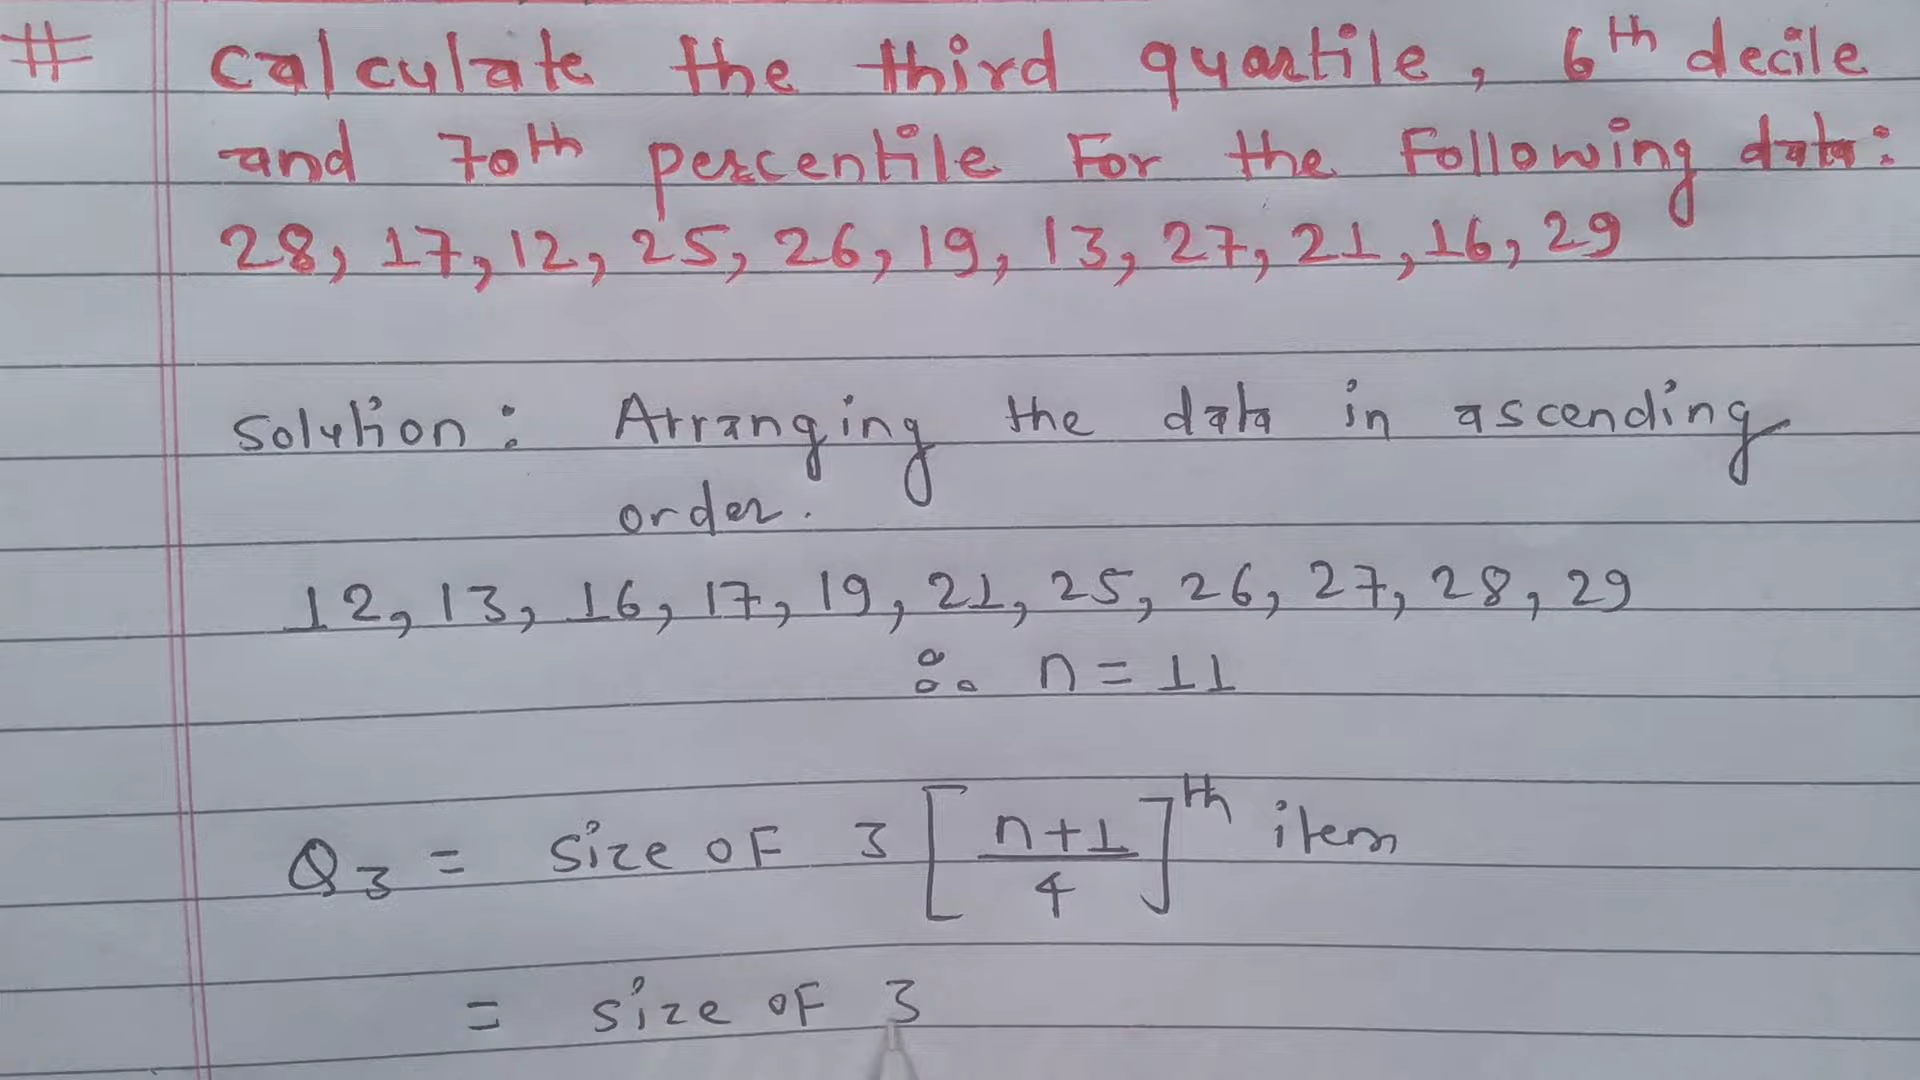 # Calculate the third quartile, 6th decile
and 70th percentile For the Following data:
28, 17, 12, 25, 26, 19, 13, 27, 21, 16, 29
Solution: Arranging the data in ascending
order.
12, 13, 16, 17, 19, 21, 25, 26, 27, 28, 29
∴ n = 11
Q3 = size of 3 [n+1/4]th item
= size of 3